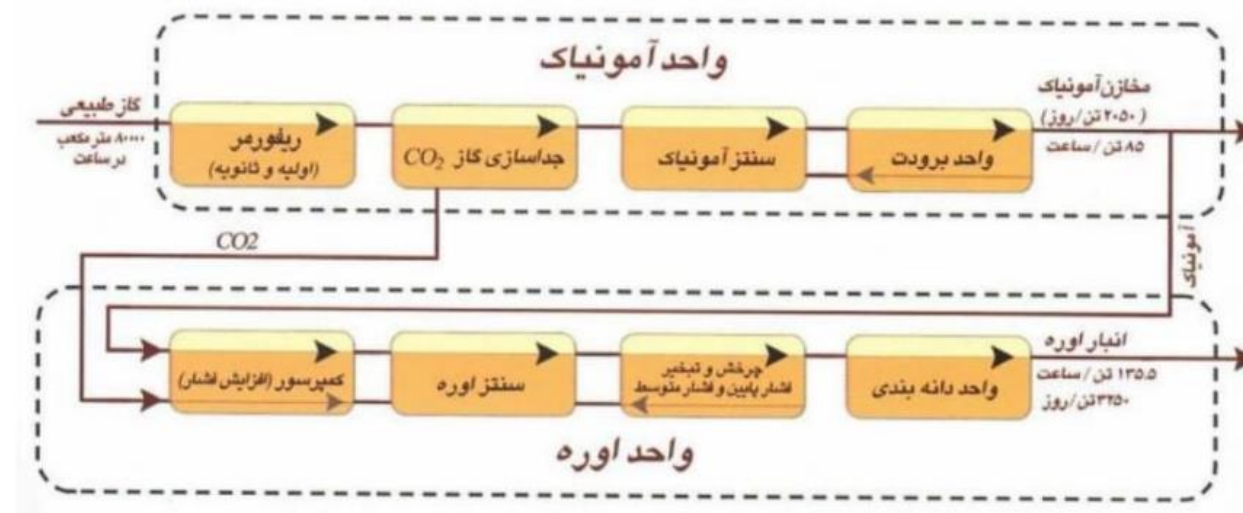 واحد آمونیاک
گاز طبیعی
۸۰۰۰۰ متر مکعب
در ساعت
ریفورمر
(اولیه و ثانویه)
جداسازی گاز CO2
سنتز آمونیاک
واحد برودت
مخازن آمونیاک
(۲۰۵۰ تن/روز)
۸۵ تن / ساعت
CO2
آمونیاک
کمپرسور (افزایش فشار)
سنتز اوره
چرخش و تبخیر
فشار پایین و فشار متوسط
واحد دانه بندی
انبار اوره
۱۳۵.۵ تن / ساعت
۳۲۵۰ تن/روز
واحد اوره